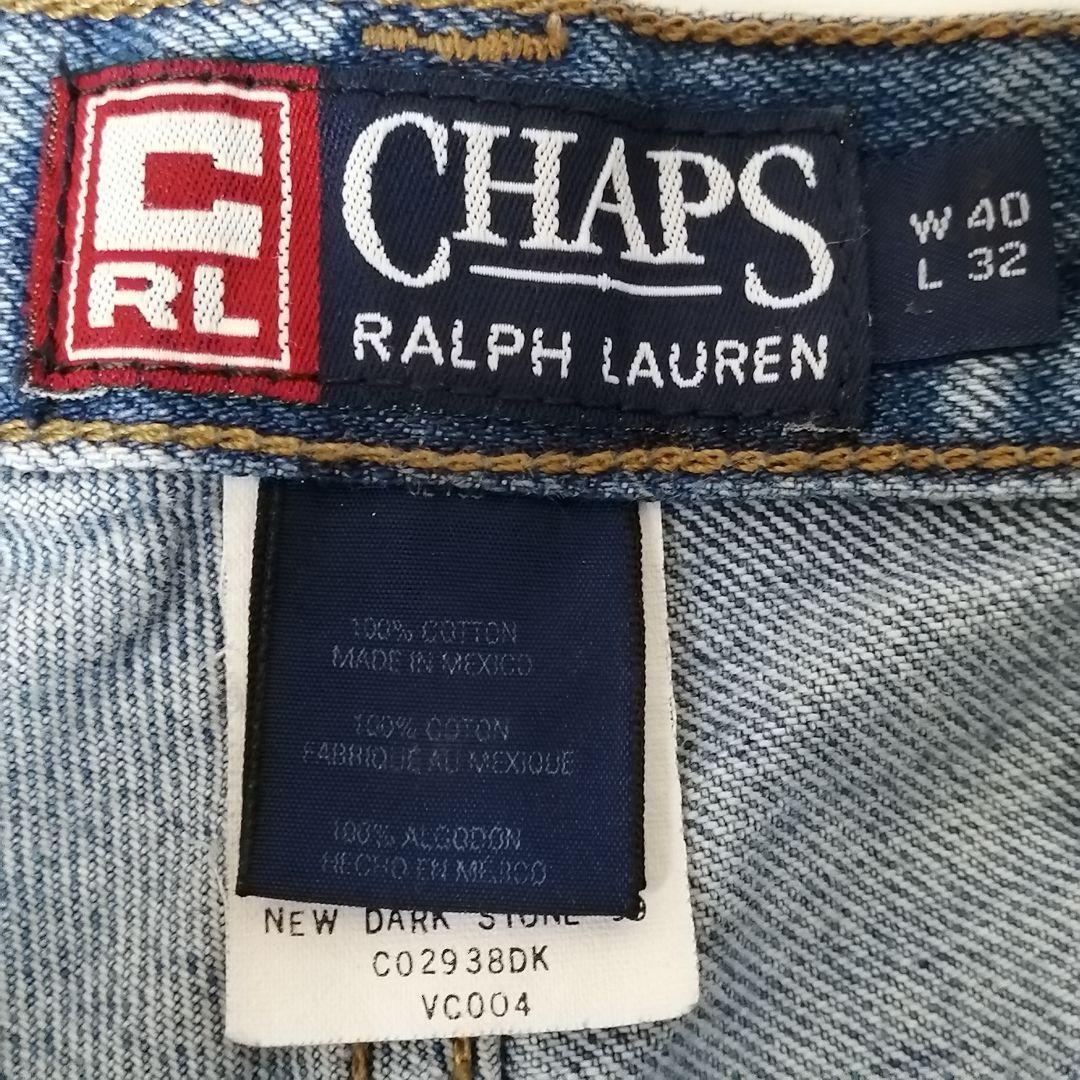 C
RL
CHAPS
RALPH LAUREN
W 40
L 32
100% COTTON
MADE IN MEXICO
100% COTON
FABRIQUÉ AU MEXIQUE
100% ALGODÓN
HECHO EN MÉXICO
NEW DARK STONE
C02938DK
VC004